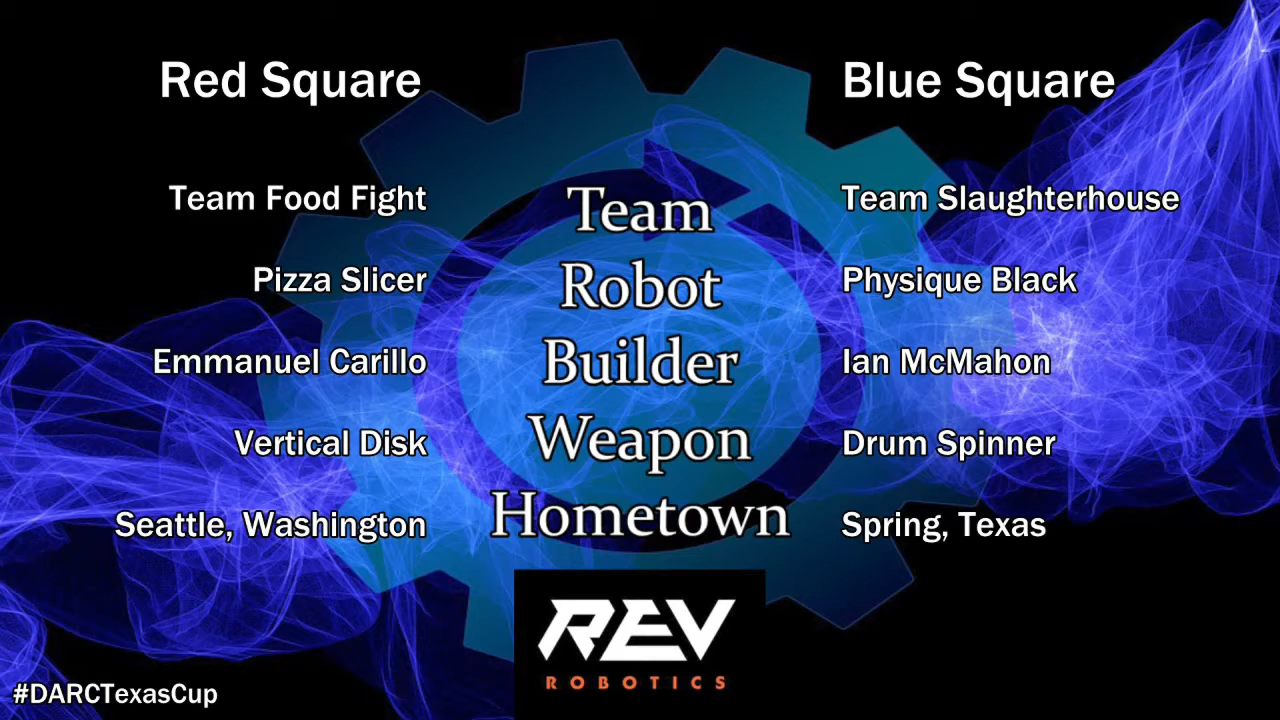 Red Square
Blue Square
Team Food Fight
Team
Team Slaughterhouse
Pizza Slicer
Robot
Physique Black
Emmanuel Carillo
Builder
Ian McMahon
Vertical Disk
Weapon
Drum Spinner
Seattle, Washington
Hometown
Spring, Texas
REV
ROBOTICS
#DARCTexasCup